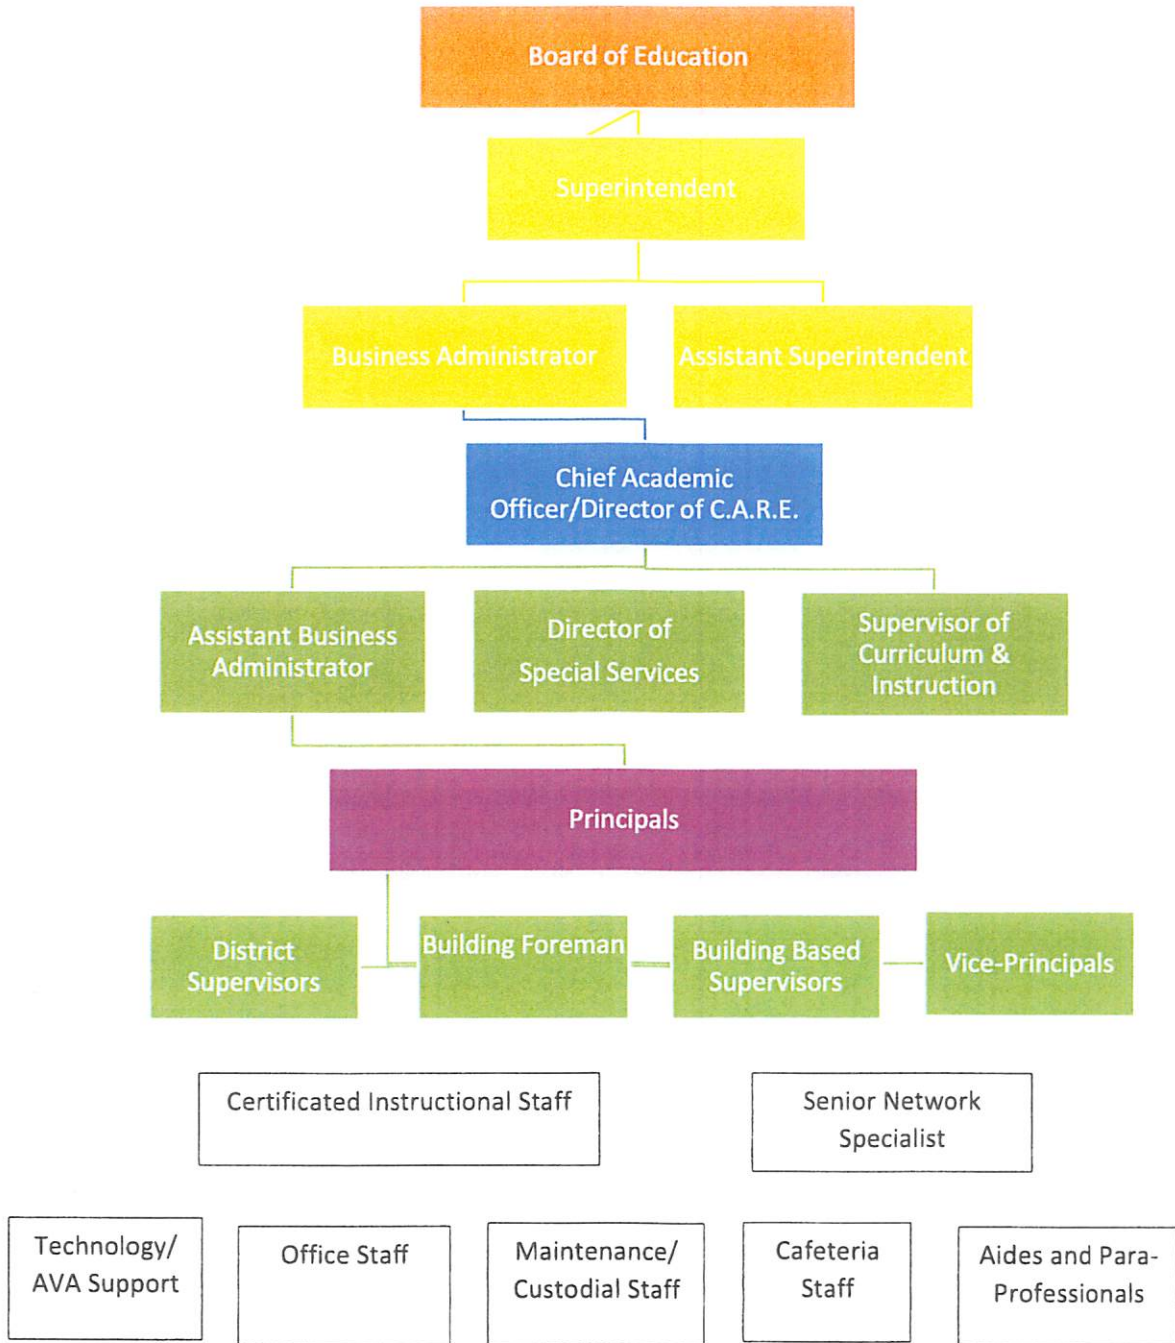 Board of Education
Superintendent
Business Administrator
Assistant Superintendent
Chief Academic
Officer/Director of C.A.R.E.
Assistant Business
Administrator
Director of
Special Services
Supervisor of
Curriculum &
Instruction
Principals
District
Supervisors
Building Foreman
Building Based
Supervisors
Vice-Principals
Certificated Instructional Staff
Senior Network
Specialist
Technology/
AVA Support
Office Staff
Maintenance/
Custodial Staff
Cafeteria
Staff
Aides and Para-
Professionals